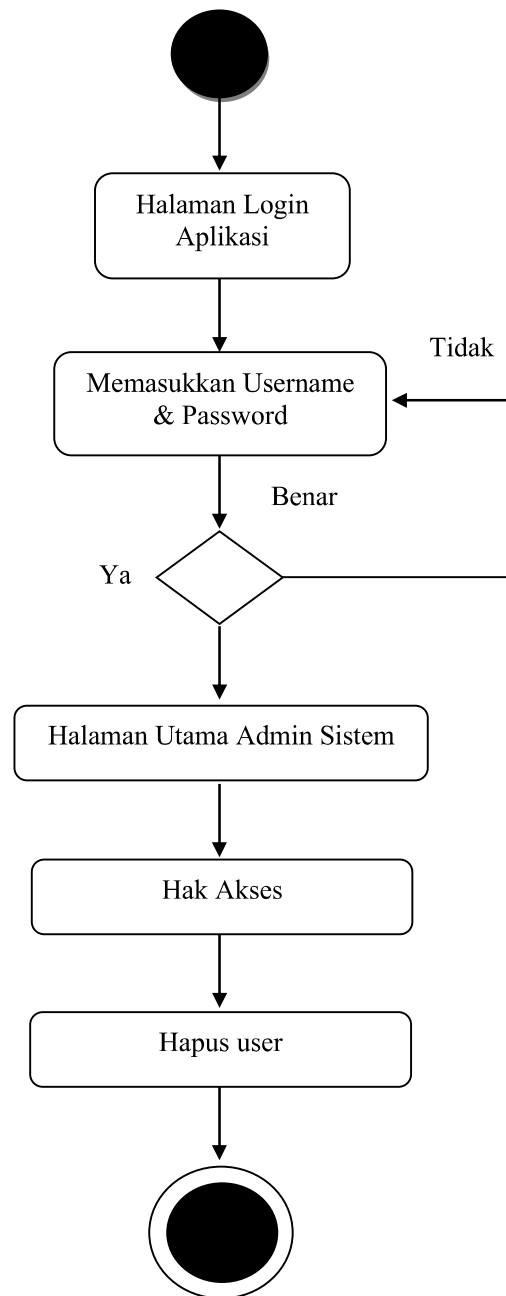 Halaman Login
Aplikasi
Tidak
Memasukkan Username
& Password
Benar
Ya
Halaman Utama Admin Sistem
Hak Akses
Hapus user